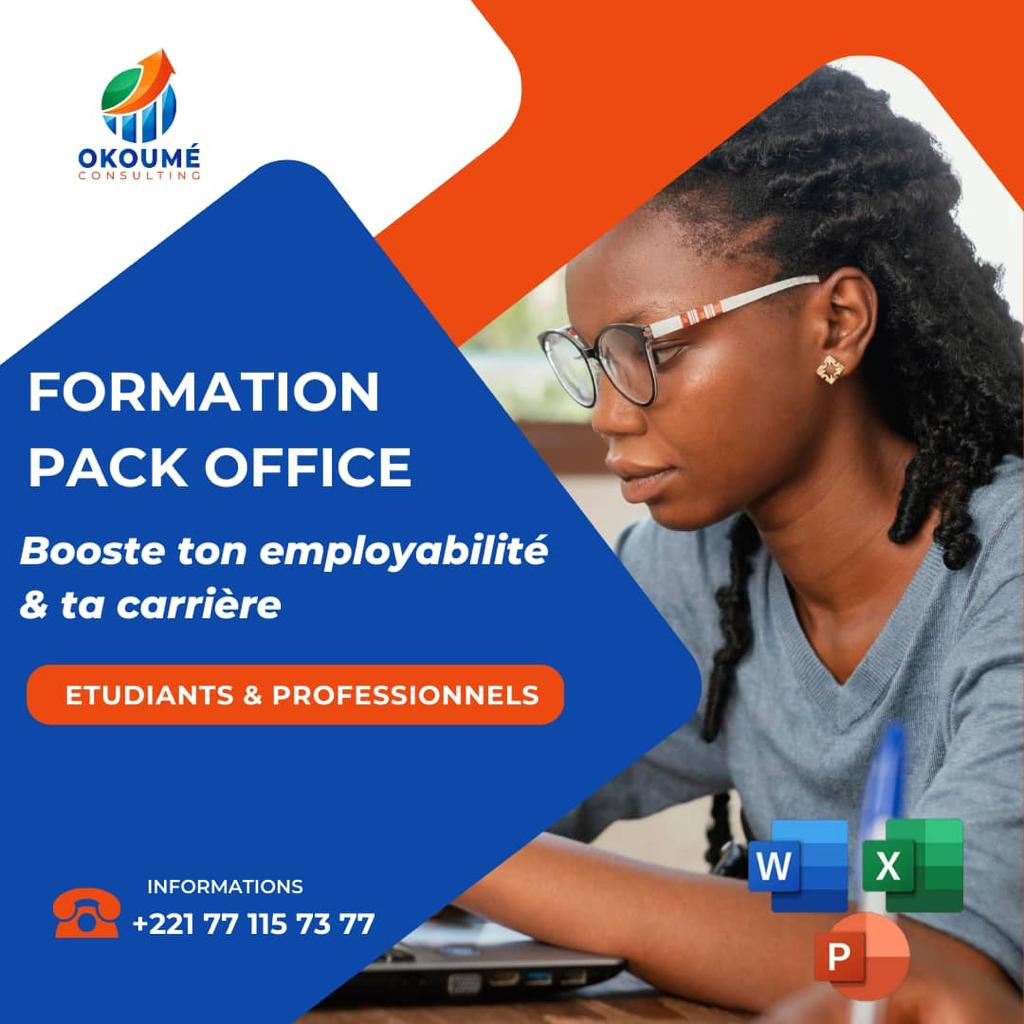 OKOUMÉ
CONSULTING
FORMATION
PACK OFFICE
Booste ton employabilité
& ta carrière
ETUDIANTS & PROFESSIONNELS
INFORMATIONS
+221 77 115 73 77
W
X
P